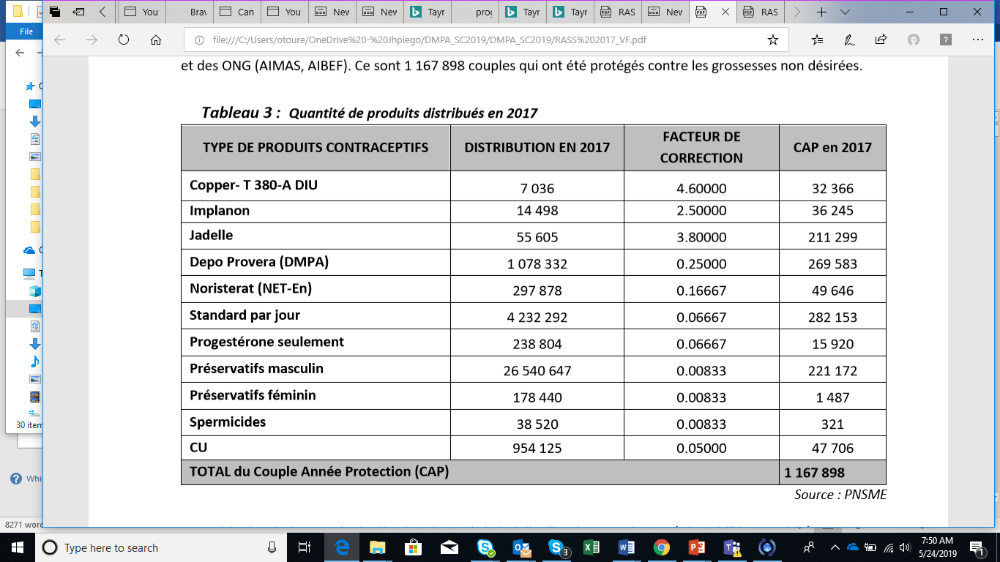 You
Brav
Can
You
Nev
Nev
Tayr
prog
Tayr
Tayr
RAS
Nev
RAS
File
file:///C:/Users/otoure/OneDrive%20-%20Jhpiego/DMPA_SC2019/DMPA_SC2019/RASS%202017_VF.pdf
et des ONG (AIMAS, AIBEF). Ce sont 1 167 898 couples qui ont été protégés contre les grossesses non désirées.
Tableau 3 : Quantité de produits distribués en 2017
TYPE DE PRODUITS CONTRACEPTIFS DISTRIBUTION EN 2017 FACTEUR DE CORRECTION CAP en 2017
Copper- T 380-A DIU 7 036 4.60000 32 366
Implanon 14 498 2.50000 36 245
Jadelle 55 605 3.80000 211 299
Depo Provera (DMPA) 1 078 332 0.25000 269 583
Noristerat (NET-En) 297 878 0.16667 49 646
Standard par jour 4 232 292 0.06667 282 153
Progestérone seulement 238 804 0.06667 15 920
Préservatifs masculin 26 540 647 0.00833 221 172
Préservatifs féminin 178 440 0.00833 1 487
Spermicides 38 520 0.00833 321
CU 954 125 0.05000 47 706
TOTAL du Couple Année Protection (CAP) 1 167 898
Source : PNSME
30 item
Whi
8271 word
Type here to search
3
7:50 AM
5/24/2019
1